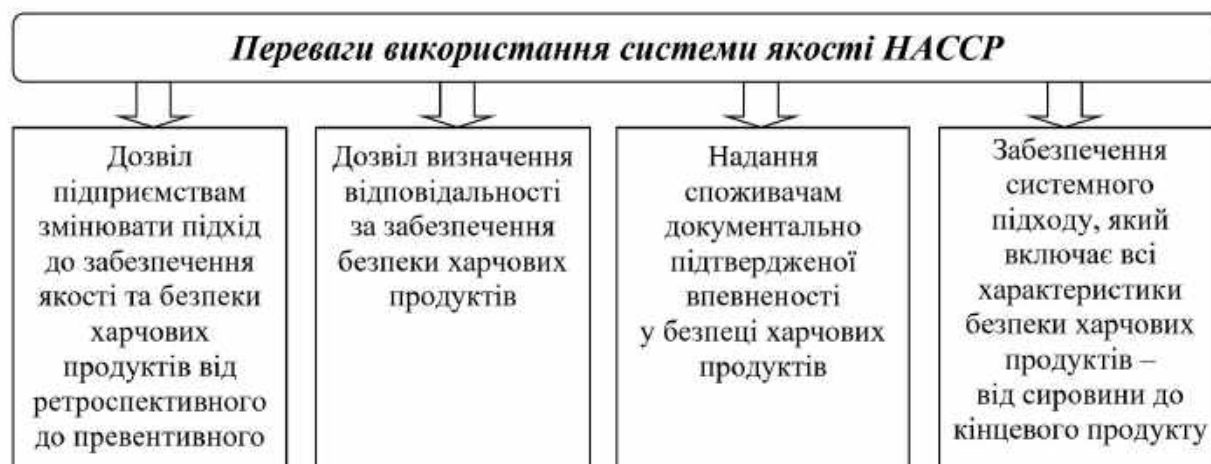 Переваги використання системи якості НАССР
Дозвіл
підприємствам
змінювати підхід
до забезпечення
якості та безпеки
харчових
продуктів від
ретроспективного
до превентивного
Дозвіл визначення
відповідальності
за забезпечення
безпеки харчових
продуктів
Надання
споживачам
документально
підтвердженої
впевненості
у безпеці харчових
продуктів
Забезпечення
системного
підходу, який
включає всі
характеристики
безпеки харчових
продуктів –
від сировини до
кінцевого продукту